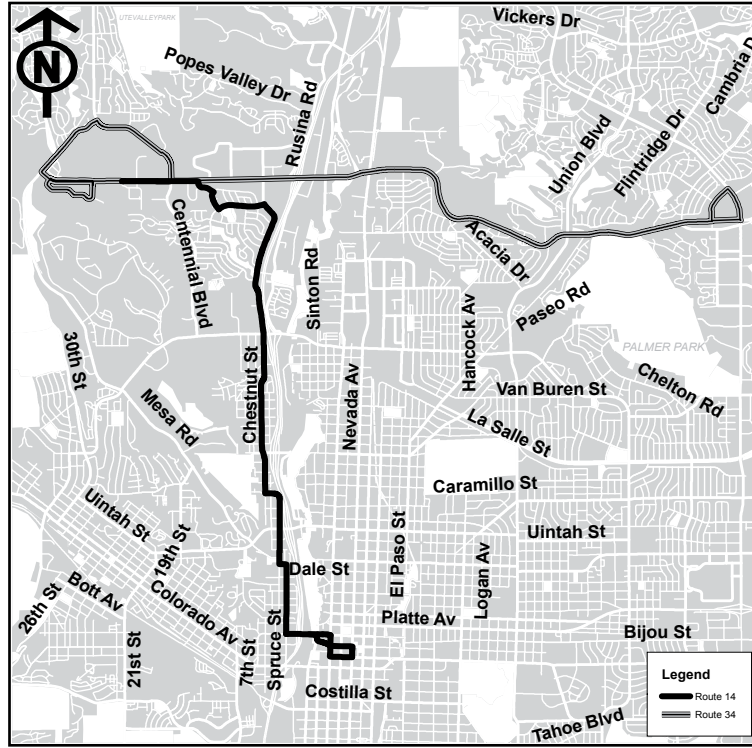 UTEVALLEYPARK
Vickers Dr
N
Popes Valley Dr
Rusina Rd
Cambria D
Union Blvd
Flintridge Dr
Centennial Blvd
Acacia Dr
Sinton Rd
Paseo Rd
Hancock Av
30th St
PALMER PARK
Chestnut St
Nevada Av
Van Buren St
Chelton Rd
Mesa Rd
La Salle St
Caramillo St
Uintah St
19th St
El Paso St
Uintah St
Logan Av
Dale St
26th St
Bott Av
Colorado Av
Platte Av
Bijou St
21st St
7th St
Spruce St
Costilla St
Tahoe Blvd
Legend
Route 14
Route 34